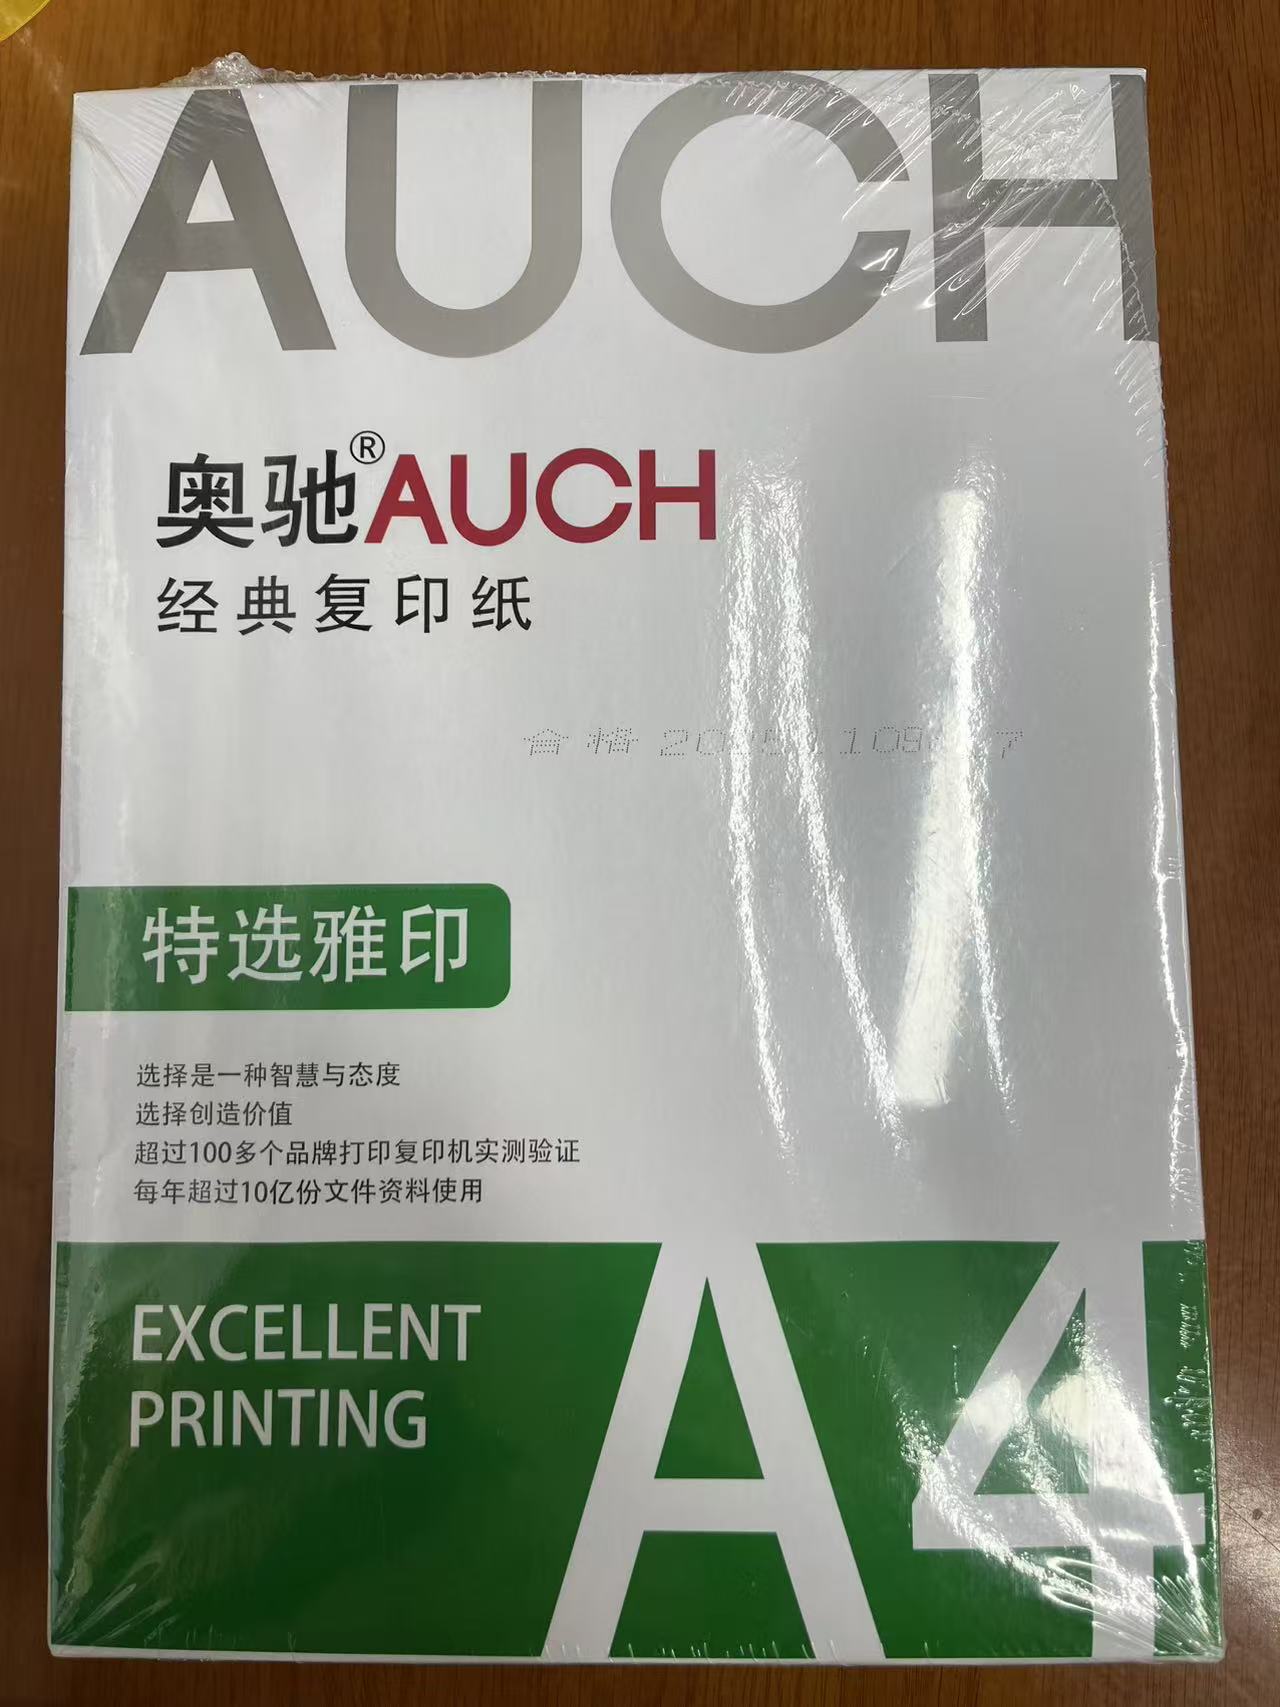 AUCH
奥驰®AUCH
经典复印纸
合格
特选雅印
选择是一种智慧与态度
选择创造价值
超过100多个品牌打印复印机实测验证
每年超过10亿份文件资料使用
EXCELLENT
PRINTING
A4